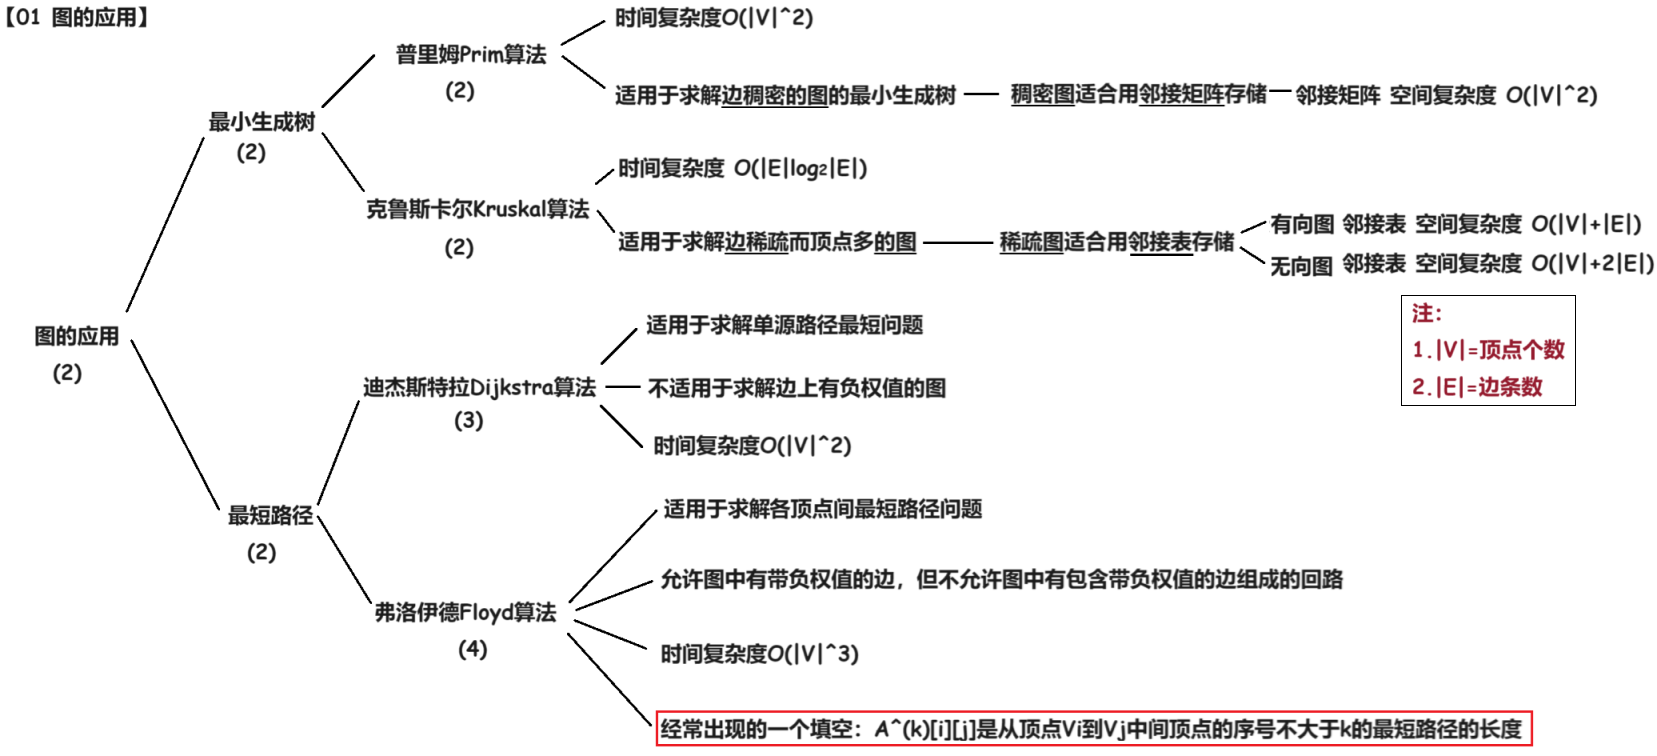 【01 图的应用】
时间复杂度O(|V|^2)
普里姆Prim算法
(2)
适用于求解边稠密的图的最小生成树
稠密图适合用邻接矩阵存储
邻接矩阵 空间复杂度 O(|V|^2)
最小生成树
(2)
时间复杂度 O(|E|log2|E|)
克鲁斯卡尔Kruskal算法
(2)
适用于求解边稀疏而顶点多的图
稀疏图适合用邻接表存储
有向图 邻接表 空间复杂度 O(|V|+|E|)
无向图 邻接表 空间复杂度 O(|V|+2|E|)
注：
1.|V|=顶点个数
2.|E|=边条数
图的应用
(2)
适用于求解单源路径最短问题
迪杰斯特拉Dijkstra算法
(3)
不适用于求解边上有负权值的图
时间复杂度O(|V|^2)
最短路径
(2)
适用于求解各顶点间最短路径问题
允许图中有带负权值的边，但不允许图中有包含带负权值的边组成的回路
弗洛伊德Floyd算法
(4)
时间复杂度O(|V|^3)
经常出现的一个填空：A^(k)[i][j]是从顶点Vi到Vj中间顶点的序号不大于k的最短路径的长度